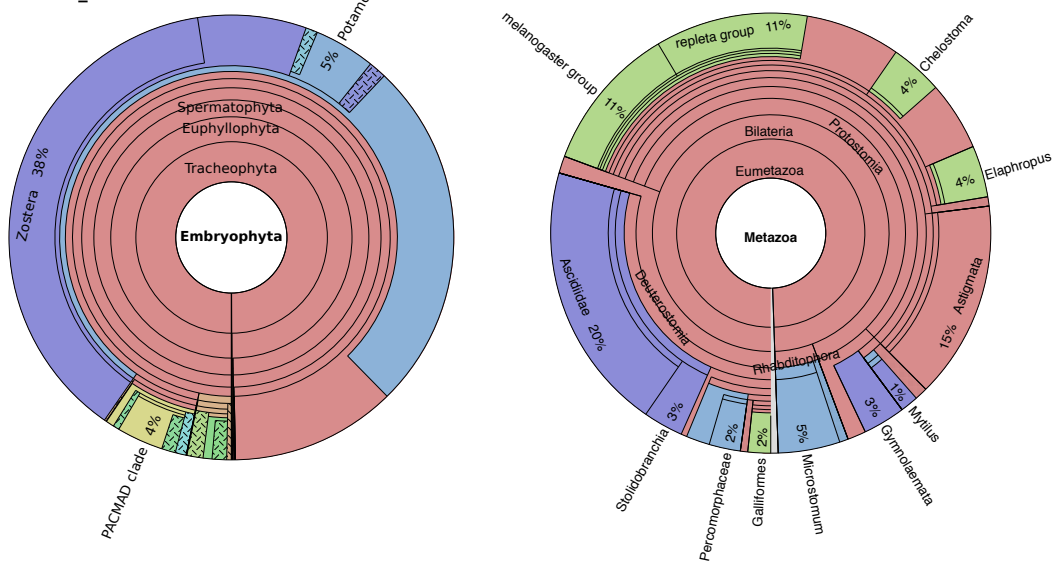 Potamo
5%
Spermatophyta
Euphyllophyta
Tracheophyta
Embryophyta
Zostera 38%
4%
PACMAD clade
melanogaster group
11%
repleta group 11%
Chelostoma
4%
Protostomia
Bilateria
Eumetazoa
Metazoa
Elaphropus
4%
Ascidiidae 20%
Deuterostomia
15% Astigmata
Rhabditophora
1%
Mytilus
3%
Gymnolaemata
5%
Microstomum
2%
Galliformes
2%
Percomorphaceae
3%
Stolidobranchia